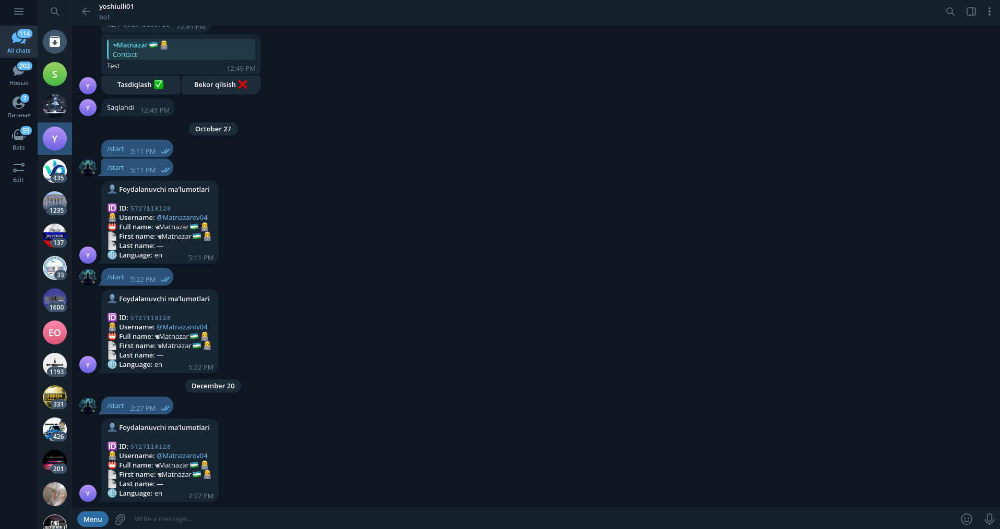 yoshiulli01
bot
114
All chats
202
Новые
7
Личные
59
Bots
Edit
S
Y
435
1235
137
33
1600
EO
#FrontEnd
1193
JAHON
331
426
201
ENG
12:49 PM
Matnazar
Contact
Test
12:49 PM
Tasdiqlash ✅
Bekor qilsish ❌
Y
Saqlandi 12:49 PM
Y
October 27
/start 5:11 PM
/start 5:11 PM
👤 Foydalanuvchi ma’lumotlari
🆔 ID: 5727118128
👨‍💻 Username: @Matnazarov04
📛 Full name: ☜Matnazar🇺🇿 👨‍💻
📄 First name: ☜Matnazar🇺🇿 👨‍💻
📄 Last name: —
🌐 Language: en
5:11 PM
Y
/start 5:22 PM
👤 Foydalanuvchi ma’lumotlari
🆔 ID: 5727118128
👨‍💻 Username: @Matnazarov04
📛 Full name: ☜Matnazar🇺🇿 👨‍💻
📄 First name: ☜Matnazar🇺🇿 👨‍💻
📄 Last name: —
🌐 Language: en
5:22 PM
Y
December 20
/start 2:27 PM
👤 Foydalanuvchi ma’lumotlari
🆔 ID: 5727118128
👨‍💻 Username: @Matnazarov04
📛 Full name: ☜Matnazar🇺🇿 👨‍💻
📄 First name: ☜Matnazar🇺🇿 👨‍💻
📄 Last name: —
🌐 Language: en
2:27 PM
Y
Menu
Write a message...